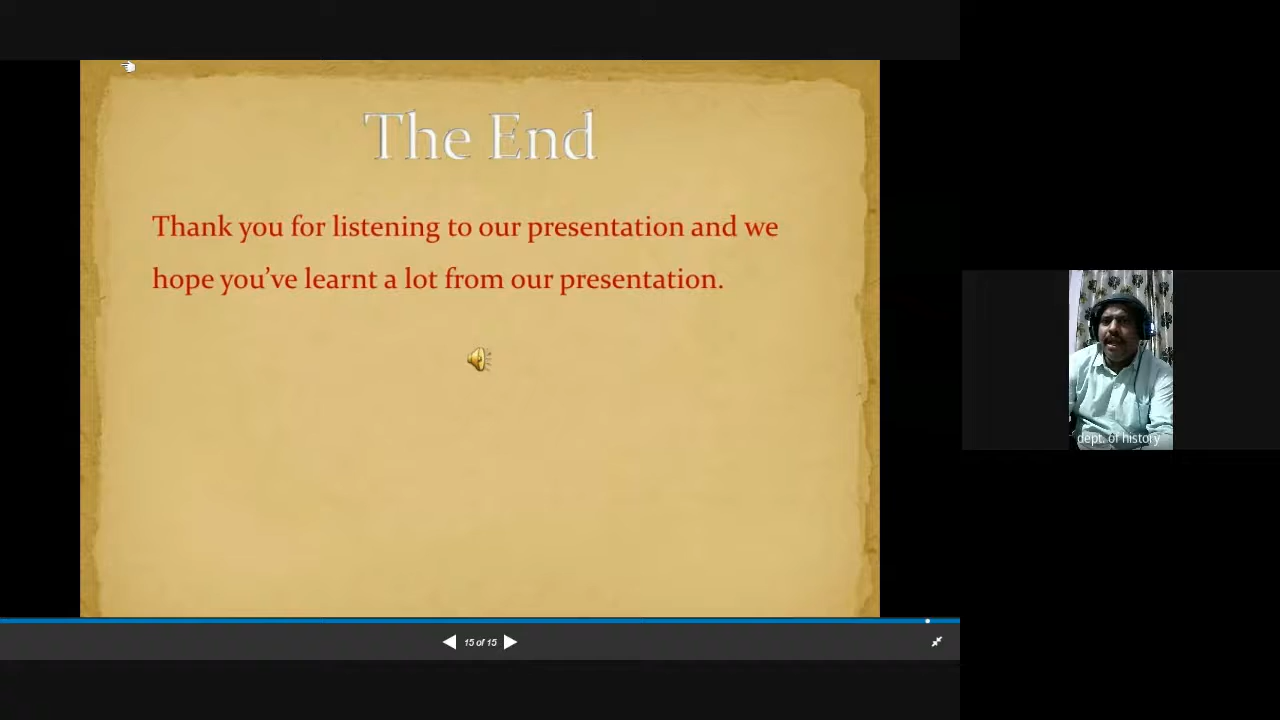 The End
Thank you for listening to our presentation and we
hope you've learnt a lot from our presentation.
dept. of history
15 of 15